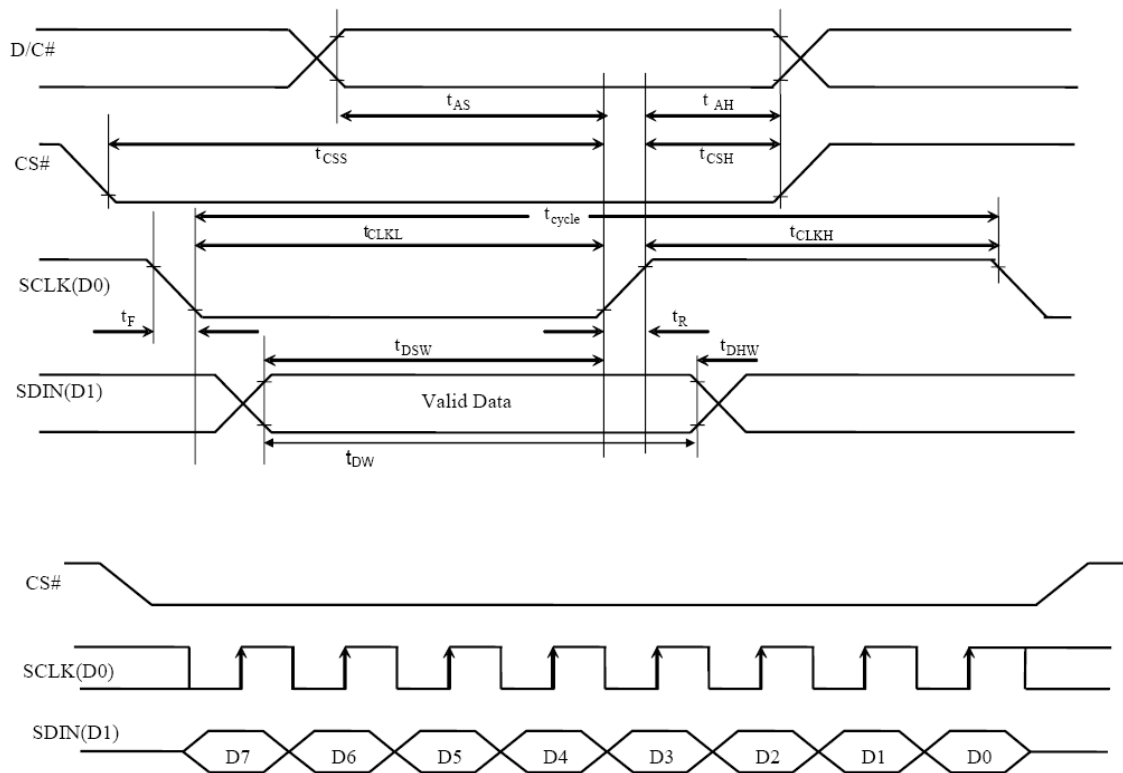 D/C#
tAS
t AH
CS#
tCSS
tCSH
tcycle
tCLKL
tCLKH
SCLK(D0)
tF
tR
tDSW
tDHW
SDIN(D1)
Valid Data
tDW
CS#
SCLK(D0)
SDIN(D1)
D7 D6 D5 D4 D3 D2 D1 D0